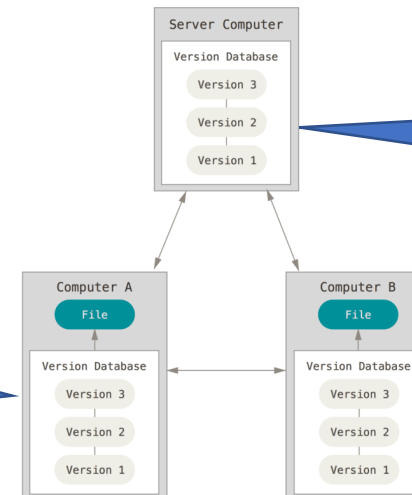 Server Computer
Version Database
Version 3
Version 2
Version 1
Computer A
File
Version Database
Version 3
Version 2
Version 1
Computer B
File
Version Database
Version 3
Version 2
Version 1